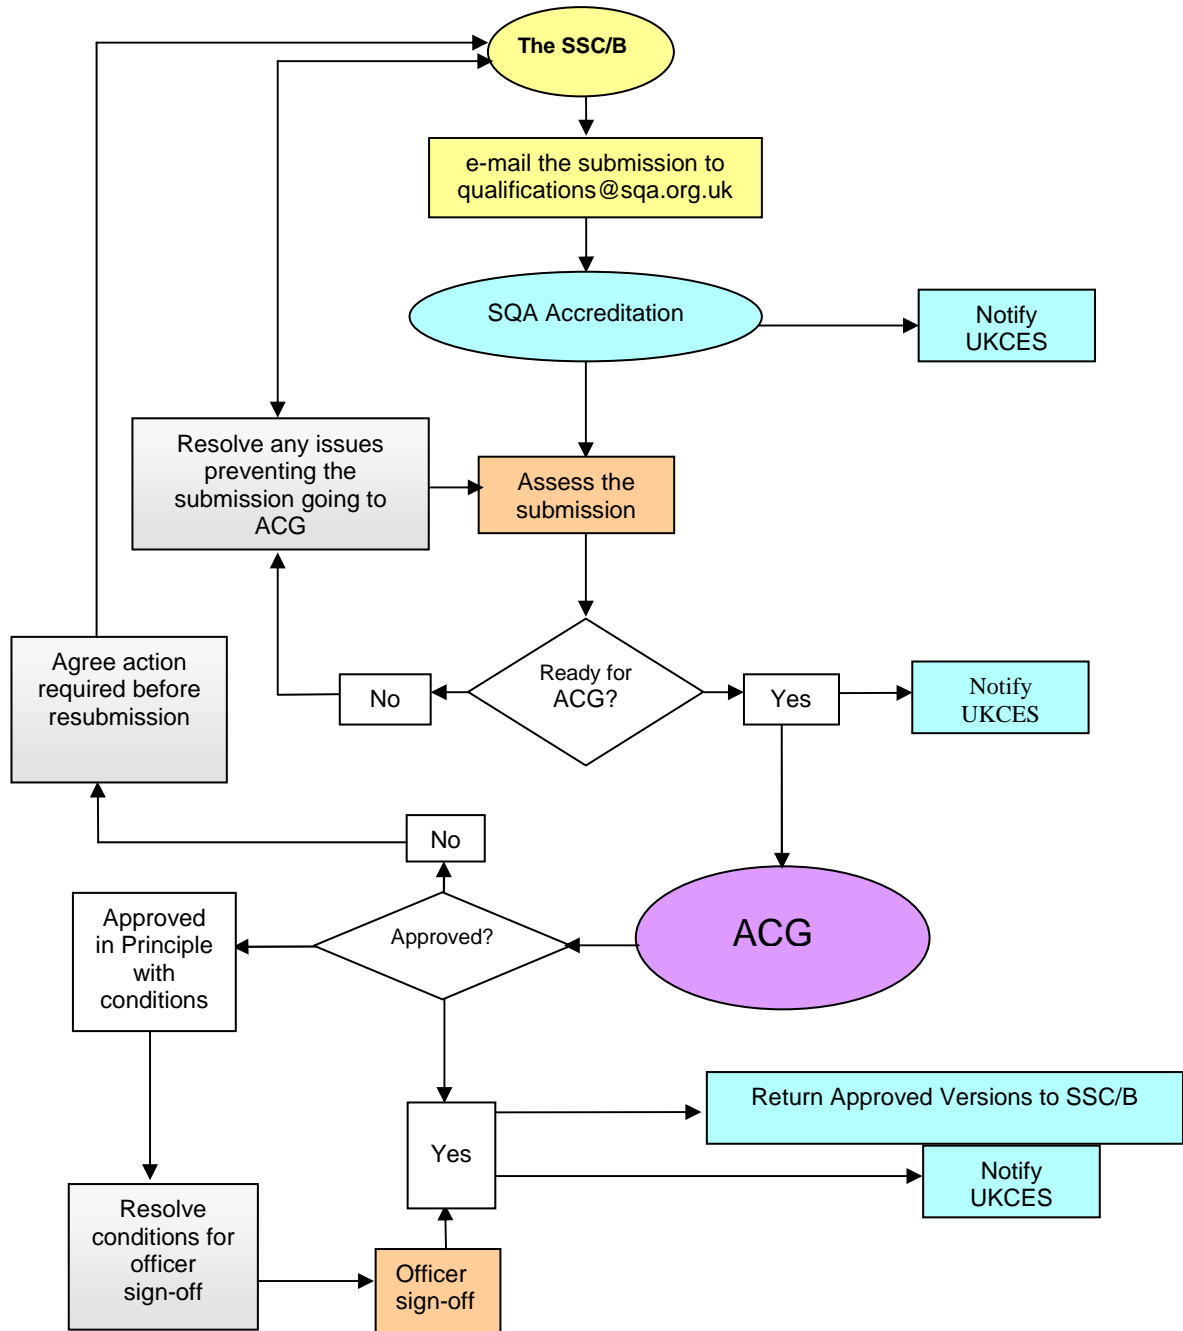 The SSC/B
e-mail the submission to
qualifications@sqa.org.uk
SQA Accreditation
Notify
UKCES
Resolve any issues
preventing the
submission going to
ACG
Assess the
submission
Agree action
required before
resubmission
No
Ready for
ACG?
Yes
Notify
UKCES
No
Approved
in Principle
with
conditions
Approved?
ACG
Return Approved Versions to SSC/B
Yes
Notify
UKCES
Resolve
conditions for
officer
sign-off
Officer
sign-off